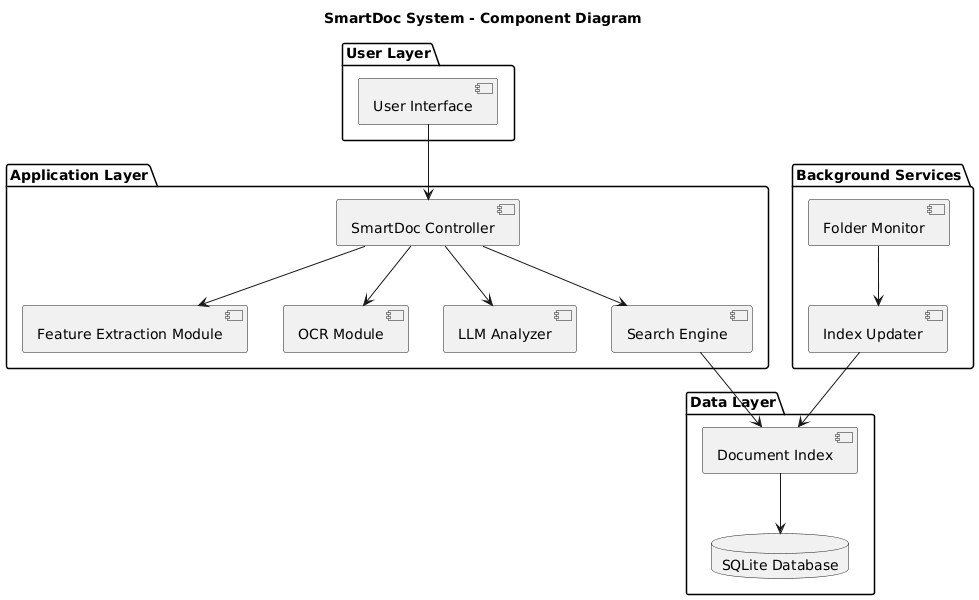 SmartDoc System - Component Diagram
User Layer
User Interface
Application Layer
Background Services
SmartDoc Controller
Folder Monitor
Feature Extraction Module
OCR Module
LLM Analyzer
Search Engine
Index Updater
Data Layer
Document Index
SQLite Database